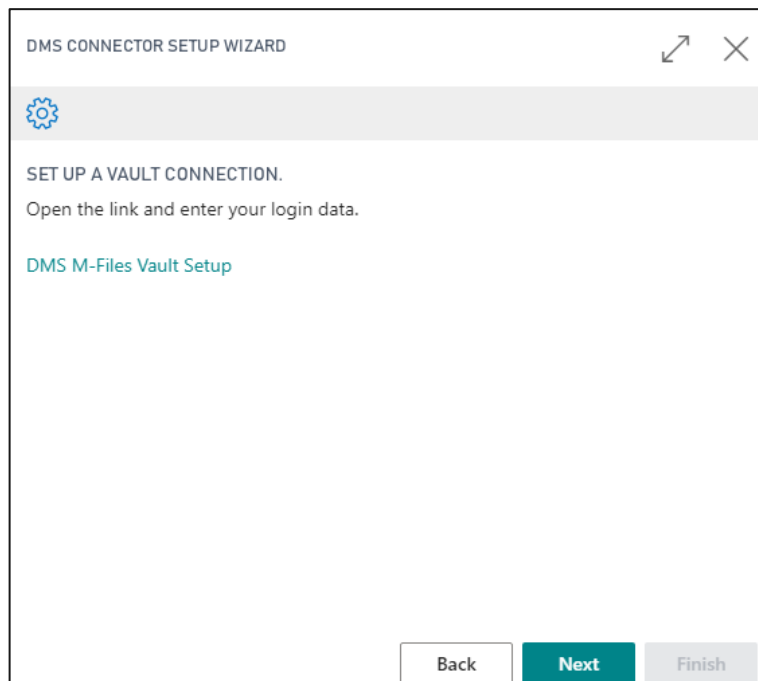 DMS CONNECTOR SETUP WIZARD
SET UP A VAULT CONNECTION.
Open the link and enter your login data.
DMS M-Files Vault Setup
Back Next Finish